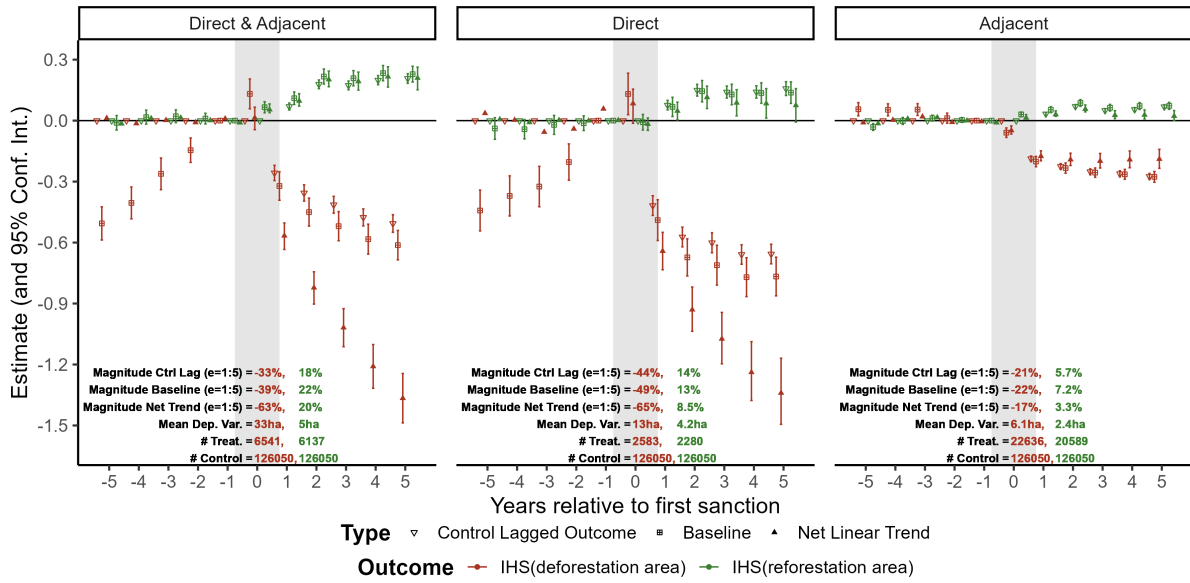 Direct & Adjacent
Direct
Adjacent
Estimate (and 95% Conf. Int.)
0.3
0.0
-0.3
-0.6
-0.9
-1.2
-1.5
Magnitude Ctrl Lag (e=1:5) = -33%, 18%
Magnitude Baseline (e=1:5) = -39%, 22%
Magnitude Net Trend (e=1:5) = -63%, 20%
Mean Dep. Var. = 33ha, 5ha
# Treat. = 6541, 6137
# Control = 126050, 126050
Magnitude Ctrl Lag (e=1:5) = -44%, 14%
Magnitude Baseline (e=1:5) = -49%, 13%
Magnitude Net Trend (e=1:5) = -65%, 8.5%
Mean Dep. Var. = 13ha, 4.2ha
# Treat. = 2583, 2280
# Control = 126050, 126050
Magnitude Ctrl Lag (e=1:5) = -21%, 5.7%
Magnitude Baseline (e=1:5) = -22%, 7.2%
Magnitude Net Trend (e=1:5) = -17%, 3.3%
Mean Dep. Var. = 6.1ha, 2.4ha
# Treat. = 22636, 20589
# Control = 126050, 126050
-5 -4 -3 -2 -1 0 1 2 3 4 5
-5 -4 -3 -2 -1 0 1 2 3 4 5
-5 -4 -3 -2 -1 0 1 2 3 4 5
Years relative to first sanction
Type Control Lagged Outcome Baseline Net Linear Trend
Outcome IHS(deforestation area) IHS(reforestation area)